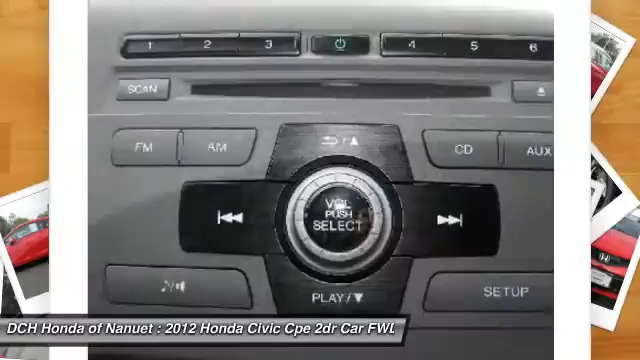 1 2 3 4 5 6
SCAN
FM AM CD AUX
VOL
PUSH
SELECT
PLAY/▼
SETUP
DCH Honda of Nanuet : 2012 Honda Civic Cpe 2dr Car FWL